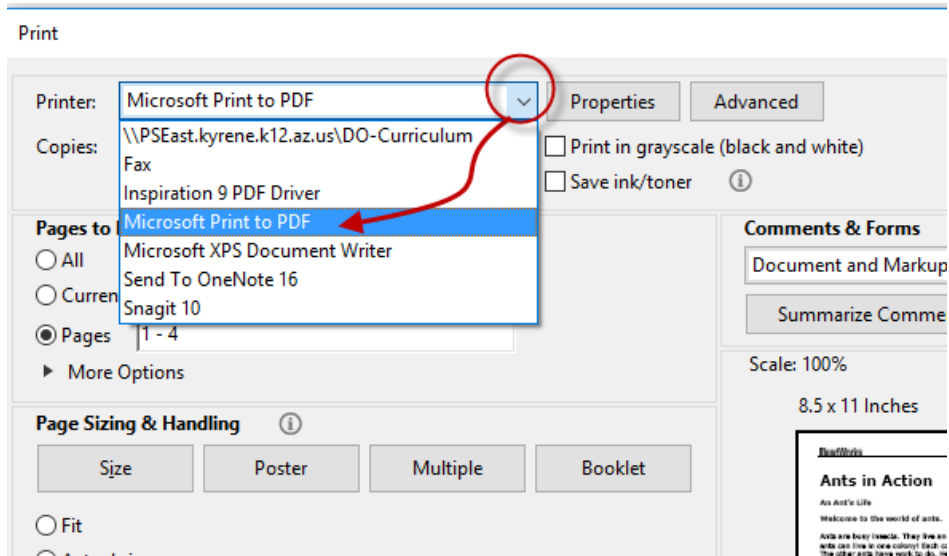 Print
Printer: Microsoft Print to PDF Properties Advanced
\\PSEast.kyrene.k12.az.us\DO-Curriculum
Copies: Print in grayscale (black and white)
Fax
Inspiration 9 PDF Driver Save ink/toner
Microsoft Print to PDF
Pages to Comments & Forms
Microsoft XPS Document Writer
All Document and Markup
Send To OneNote 16
Curren
Snagit 10 Summarize Comme
Pages 1 - 4
More Options Scale: 100%
8.5 x 11 Inches
Page Sizing & Handling
Size Poster Multiple Booklet
ReadWorks
Ants in Action
An Ant's Life
Welcome to the world of ants.
Fit